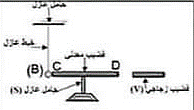 حامل عازل
خيط عازل
قضيب معدني
(B)
C
D
حامل عازل (S)
قضيب زجاجي (V)